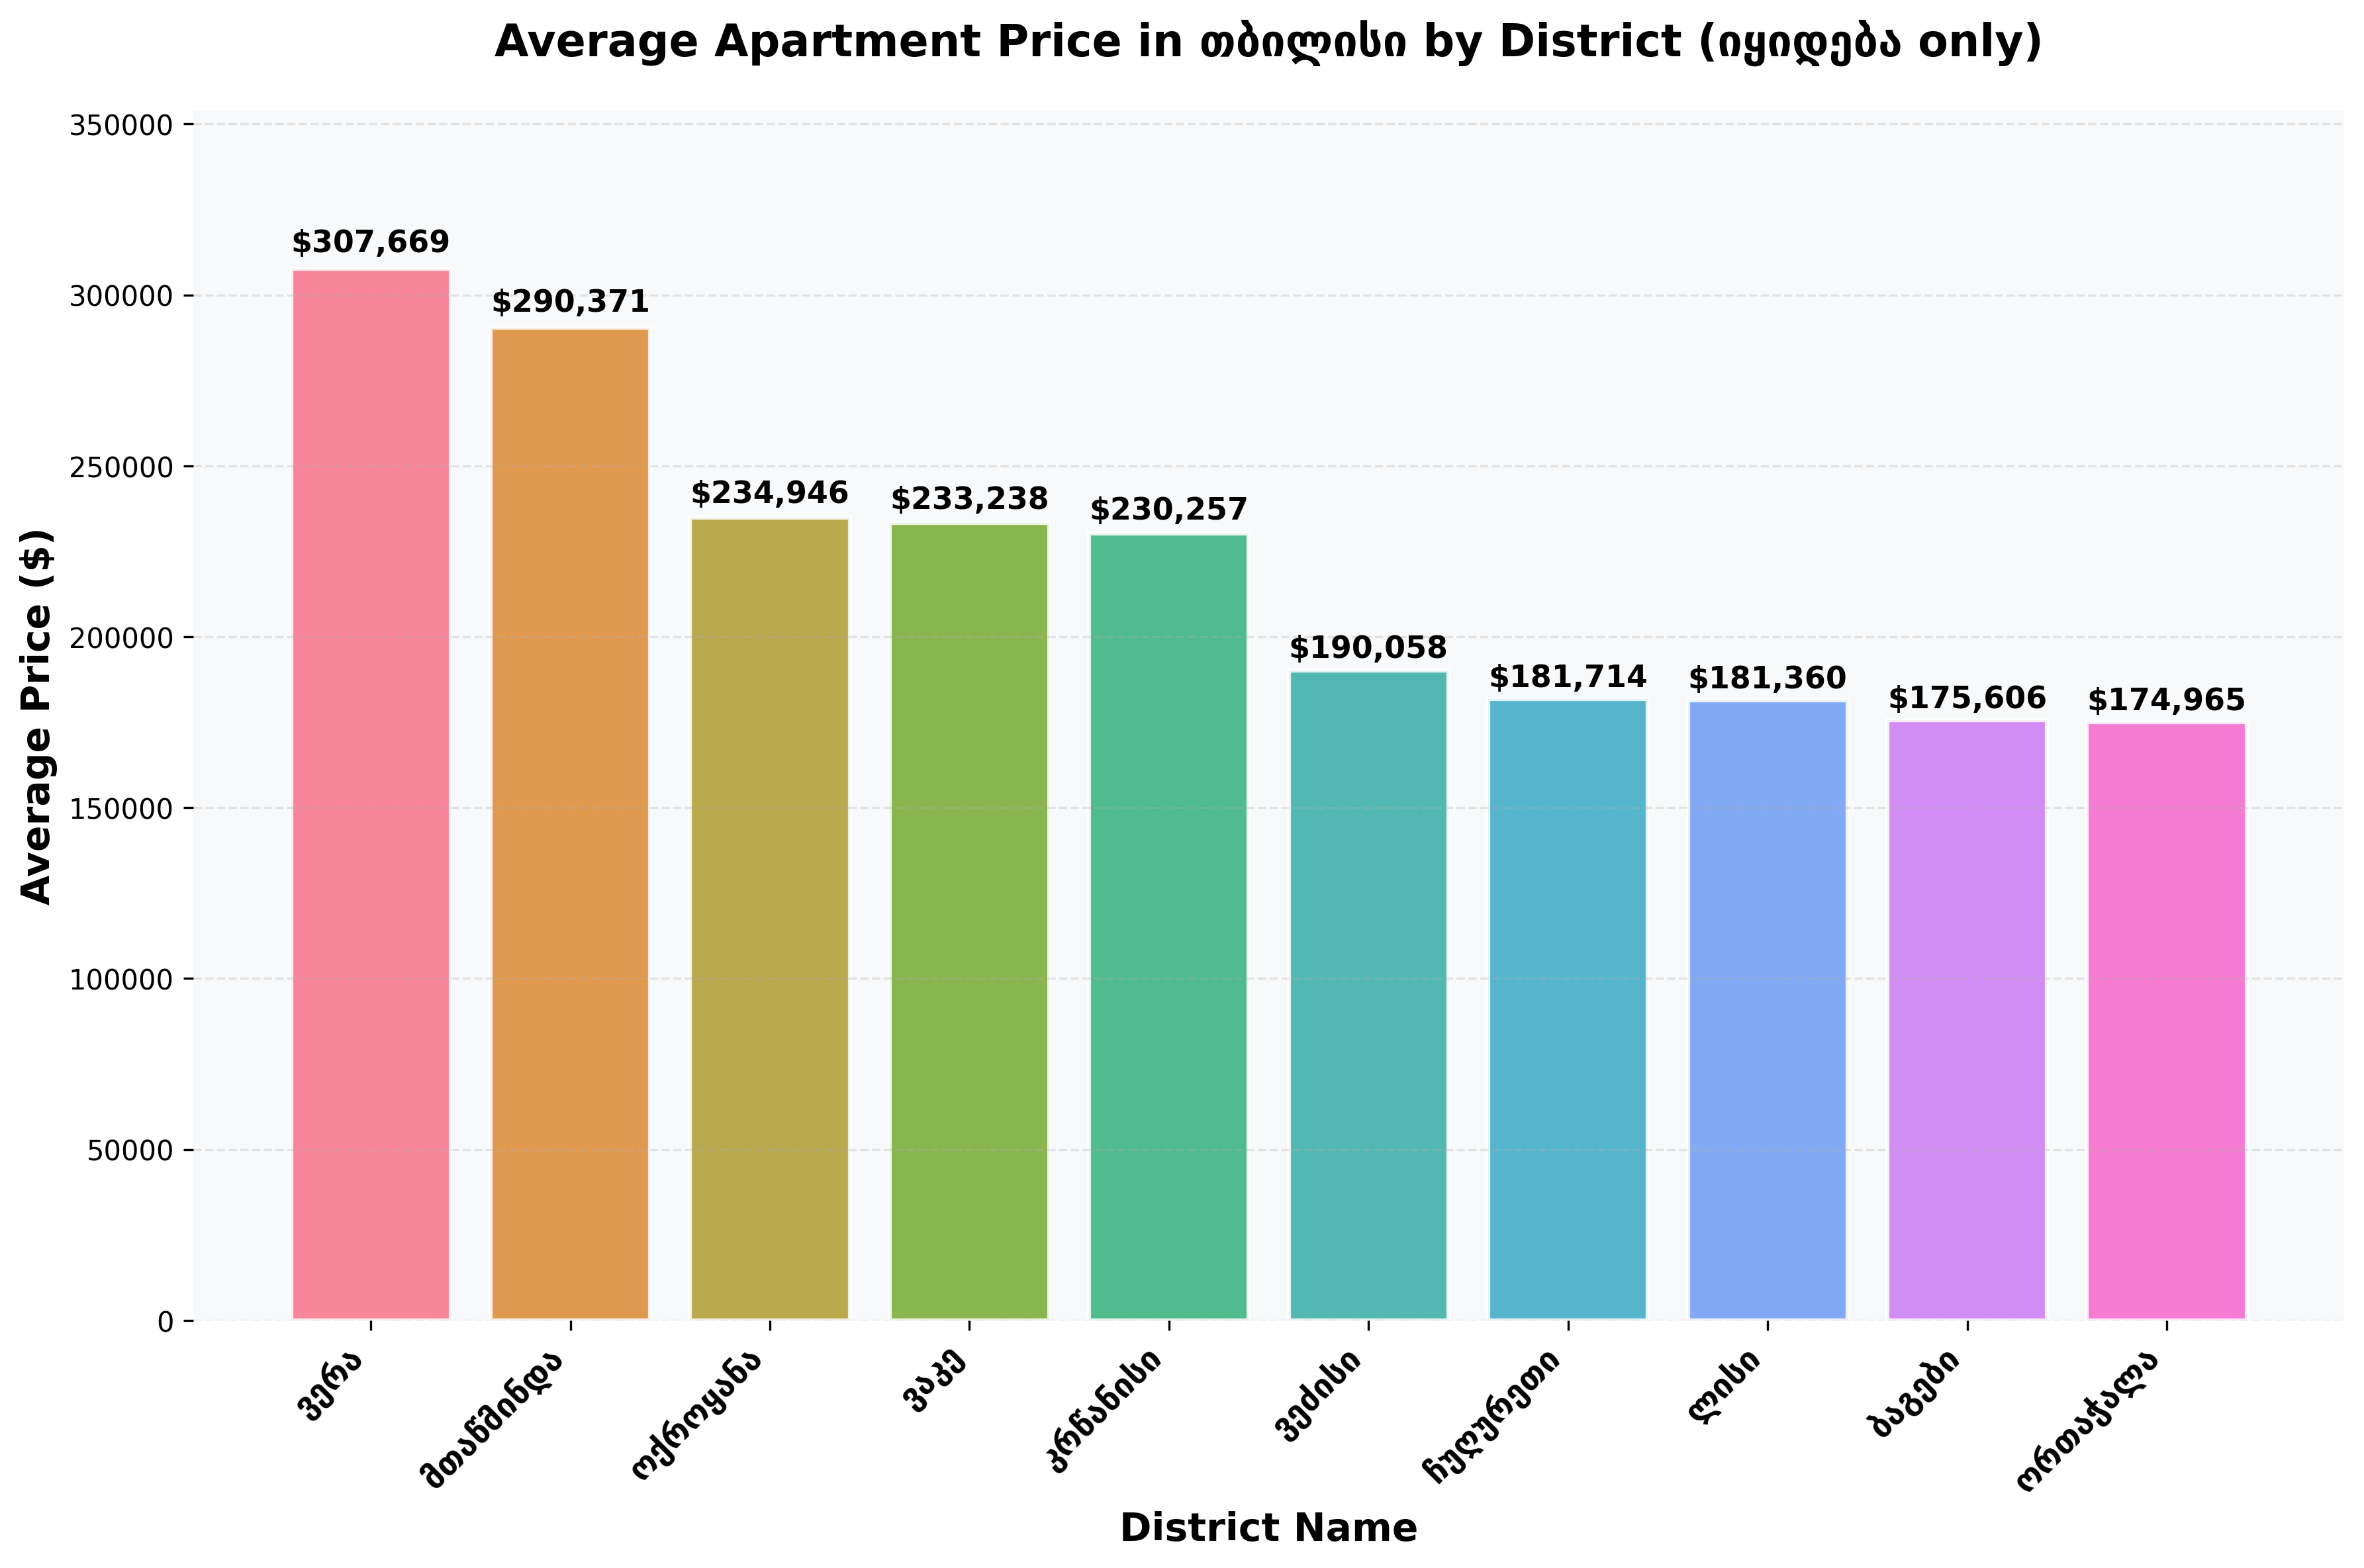 Average Apartment Price in თბილისი by District (იყიდება only)
Average Price ($)
350000
300000
250000
200000
150000
100000
50000
0
$307,669
$290,371
$234,946
$233,238
$230,257
$190,058
$181,714
$181,360
$175,606
$174,965
ვერა
მთაწმინდა
ოქროყანა
ვაკე
კრწანისი
ვეძისი
ჩუღურეთი
ლისი
ბაგები
ორთაჭალა
District Name